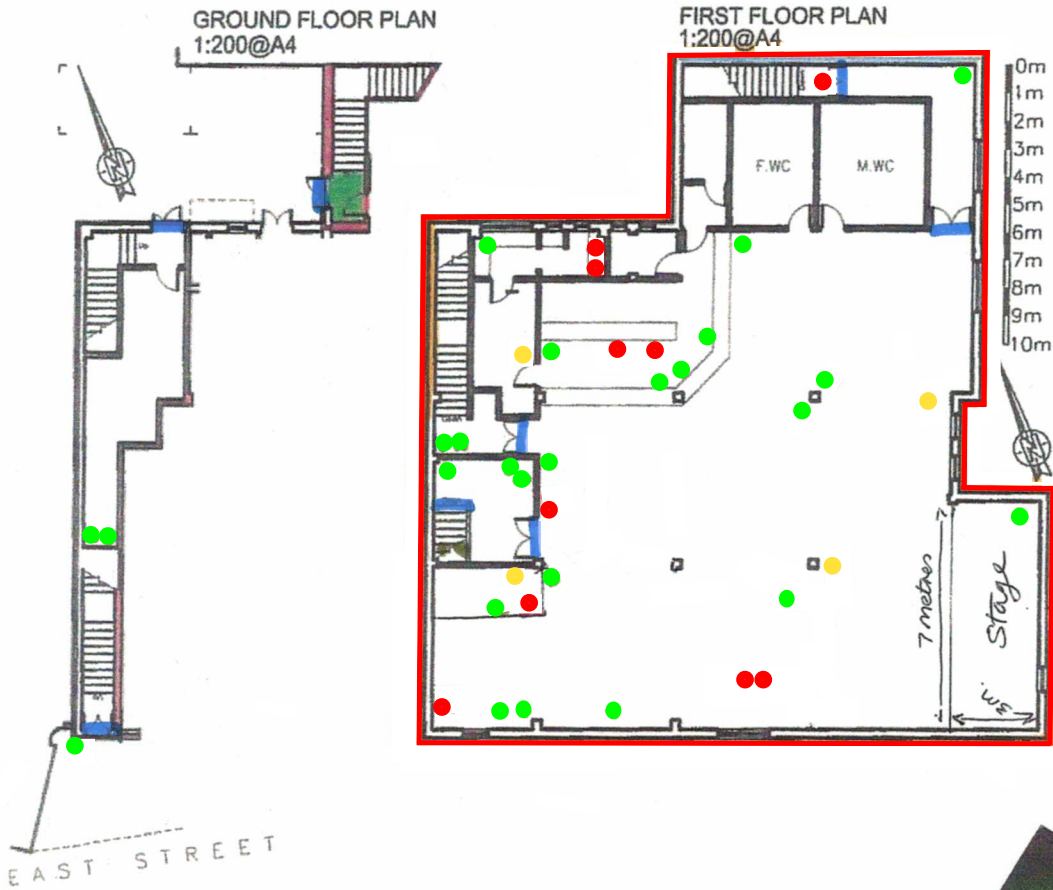 GROUND FLOOR PLAN
1:200@A4
FIRST FLOOR PLAN
1:200@A4
0m
1m
2m
3m
4m
5m
6m
7m
8m
9m
10m
F.WC
M.WC
N
N
7 metres
Stage
3m
EAST STREET